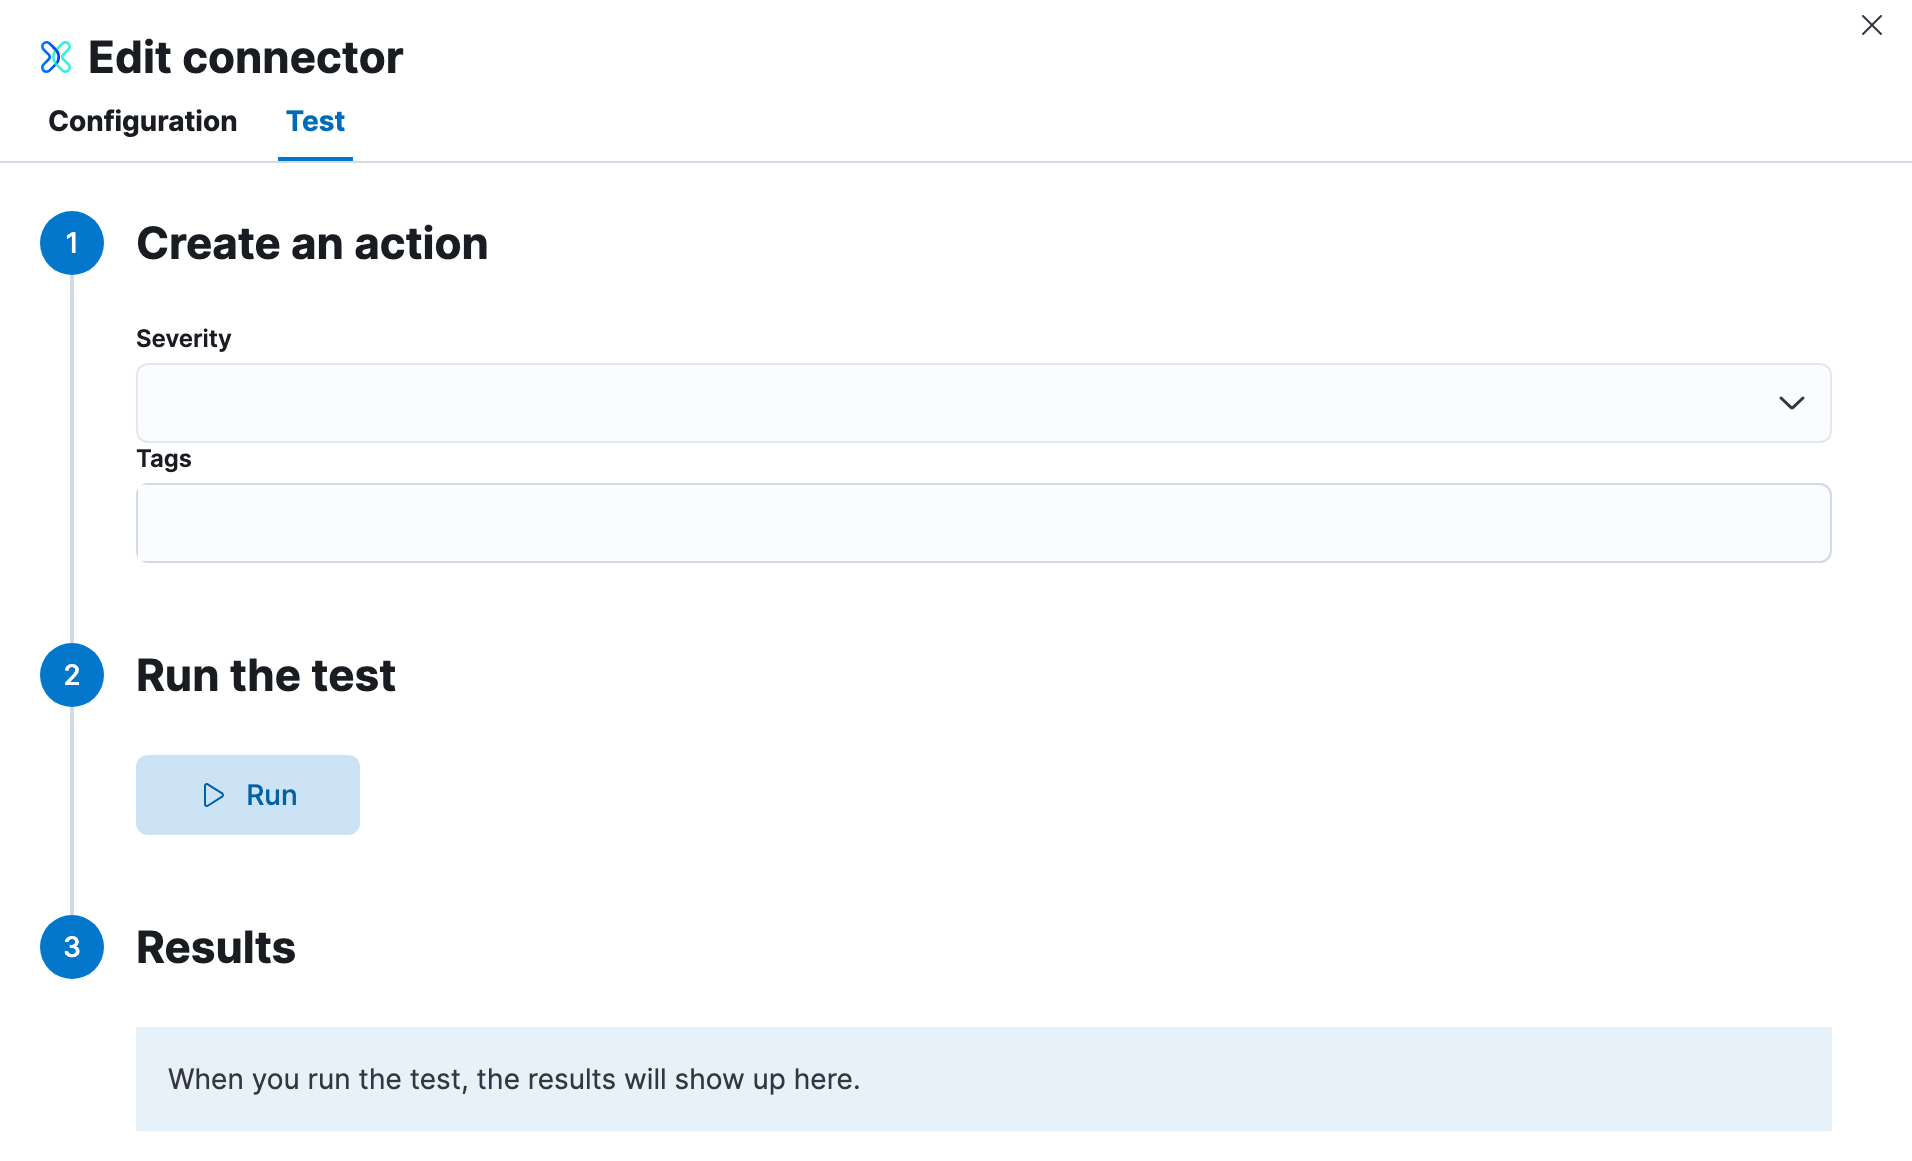 Edit connector
Configuration Test
1 Create an action
Severity
Tags
2 Run the test
Run
3 Results
When you run the test, the results will show up here.